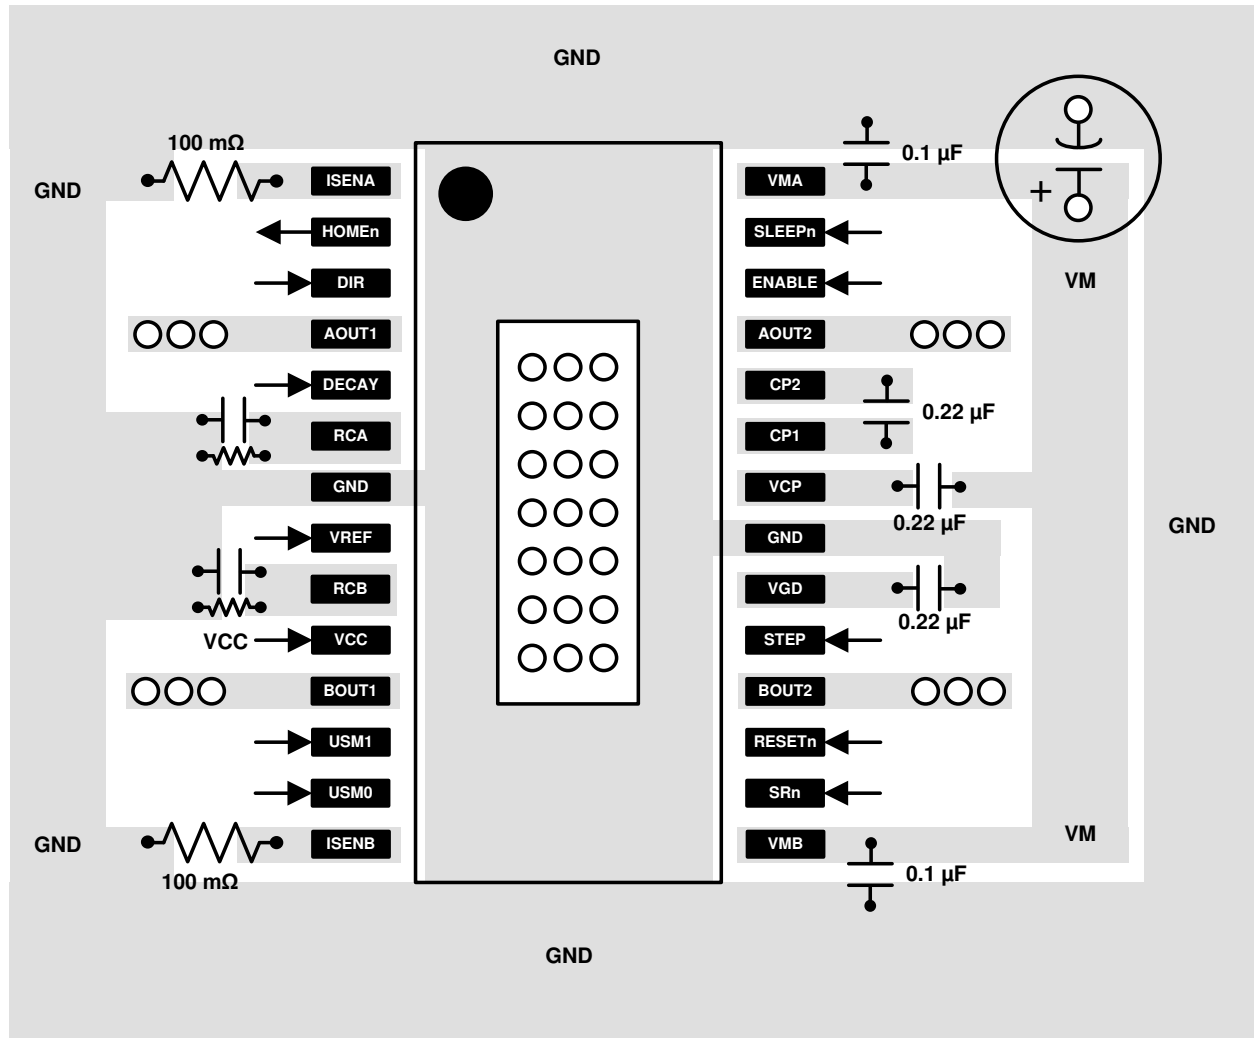 GND
100 mΩ
0.1 µF
+
GND
ISENA
VMA
HOMEn
SLEEPn
DIR
ENABLE
VM
AOUT1
AOUT2
DECAY
CP2
0.22 µF
RCA
CP1
GND
VCP
0.22 µF
GND
VREF
GND
RCB
VGD
0.22 µF
VCC
VCC
STEP
BOUT1
BOUT2
USM1
RESETn
USM0
SRn
VM
GND
ISENB
VMB
100 mΩ
0.1 µF
GND